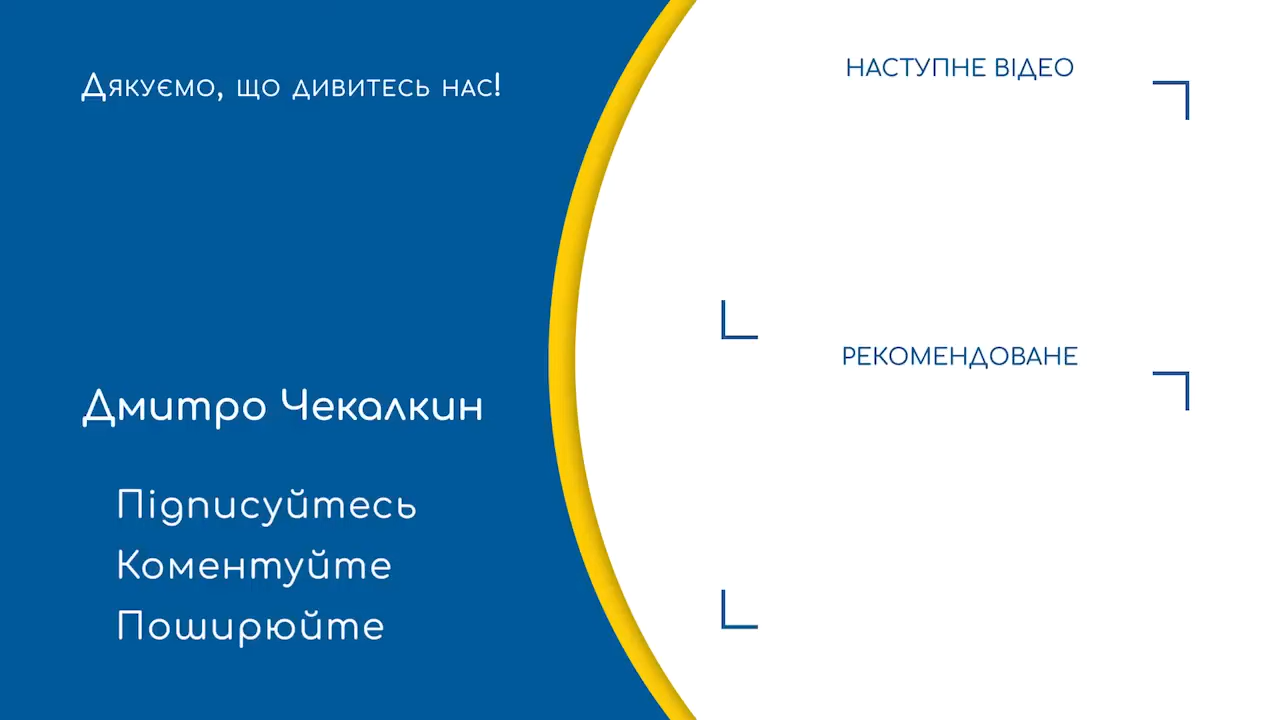 Дякуємо, що дивитесь нас!
Дмитро Чекалкин
Підписуйтесь
Коментуйте
Поширюйте
НАСТУПНЕ ВІДЕО
РЕКОМЕНДОВАНЕ